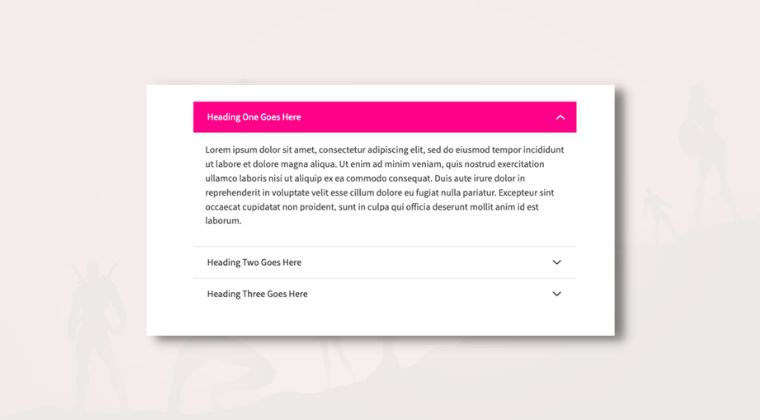 Heading One Goes Here
Lorem ipsum dolor sit amet, consectetur adipiscing elit, sed do eiusmod tempor incididunt
ut labore et dolore magna aliqua. Ut enim ad minim veniam, quis nostrud exercitation
ullamco laboris nisi ut aliquip ex ea commodo consequat. Duis aute irure dolor in
reprehenderit in voluptate velit esse cillum dolore eu fugiat nulla pariatur. Excepteur sint
occaecat cupidatat non proident, sunt in culpa qui officia deserunt mollit anim id est
laborum.
Heading Two Goes Here
Heading Three Goes Here